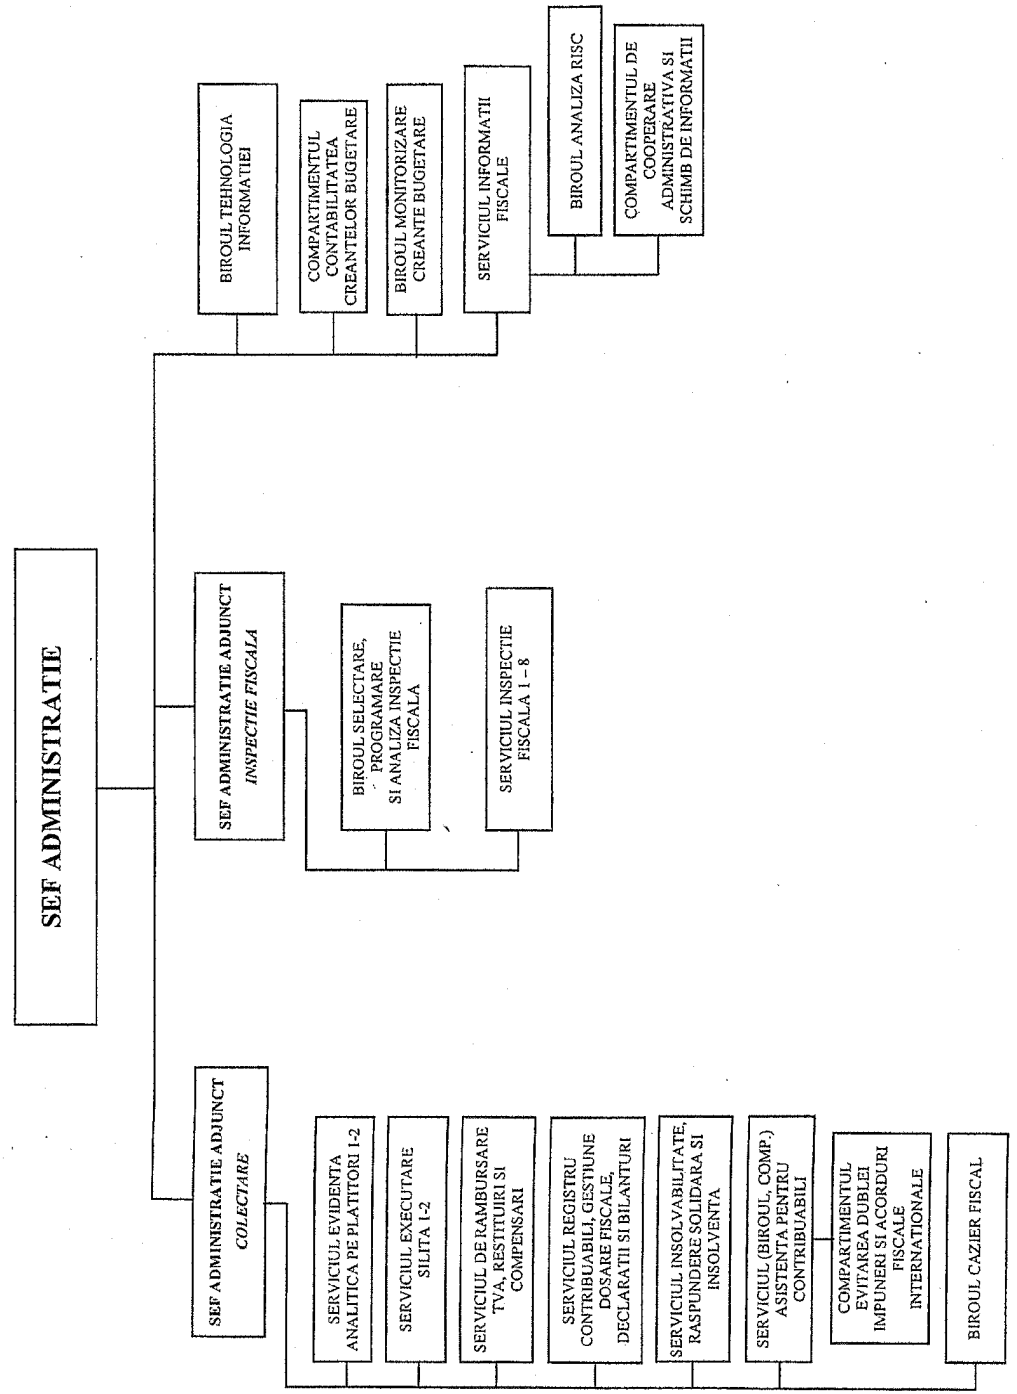 SEF ADMINISTRATIE
SEF ADMINISTRATIE ADJUNCT
COLECTARE
SERVICIUL EVIDENTA
ANALITICA PE PLATITORI 1-2
SERVICIUL EXECUTARE
SILITA 1-2
SERVICIUL DE RAMBURSARE
TVA, RESTITUIRI SI
COMPENSARI
SERVICIUL REGISTRU
CONTRIBUABILI, GESTIUNE
DOSARE FISCALE,
DECLARATII SI BILANTURI
SERVICIUL INSOLVABILITATE,
RASPUNDERE SOLIDARA SI
INSOLVENTA
SERVICIUL (BIROUL, COMP.)
ASISTENTA PENTRU
CONTRIBUABILI
COMPARTIMENTUL
EVITAREA DUBLEI
IMPUNERI SI ACORDURI
FISCALE
INTERNATIONALE
BIROUL CAZIER FISCAL
SEF ADMINISTRATIE ADJUNCT
INSPECTIE FISCALA
BIROUL SELECTARE,
PROGRAMARE
SI ANALIZA INSPECTIE
FISCALA
SERVICIUL INSPECTIE
FISCALA 1 – 8
BIROUL TEHNOLOGIA
INFORMATIEI
COMPARTIMENTUL
CONTABILITATEA
CREANTELOR BUGETARE
BIROUL MONITORIZARE
CREANTE BUGETARE
SERVICIUL INFORMATII
FISCALE
BIROUL ANALIZA RISC
COMPARTIMENTUL DE
COOPERARE
ADMINISTRATIVA SI
SCHIMB DE INFORMATII